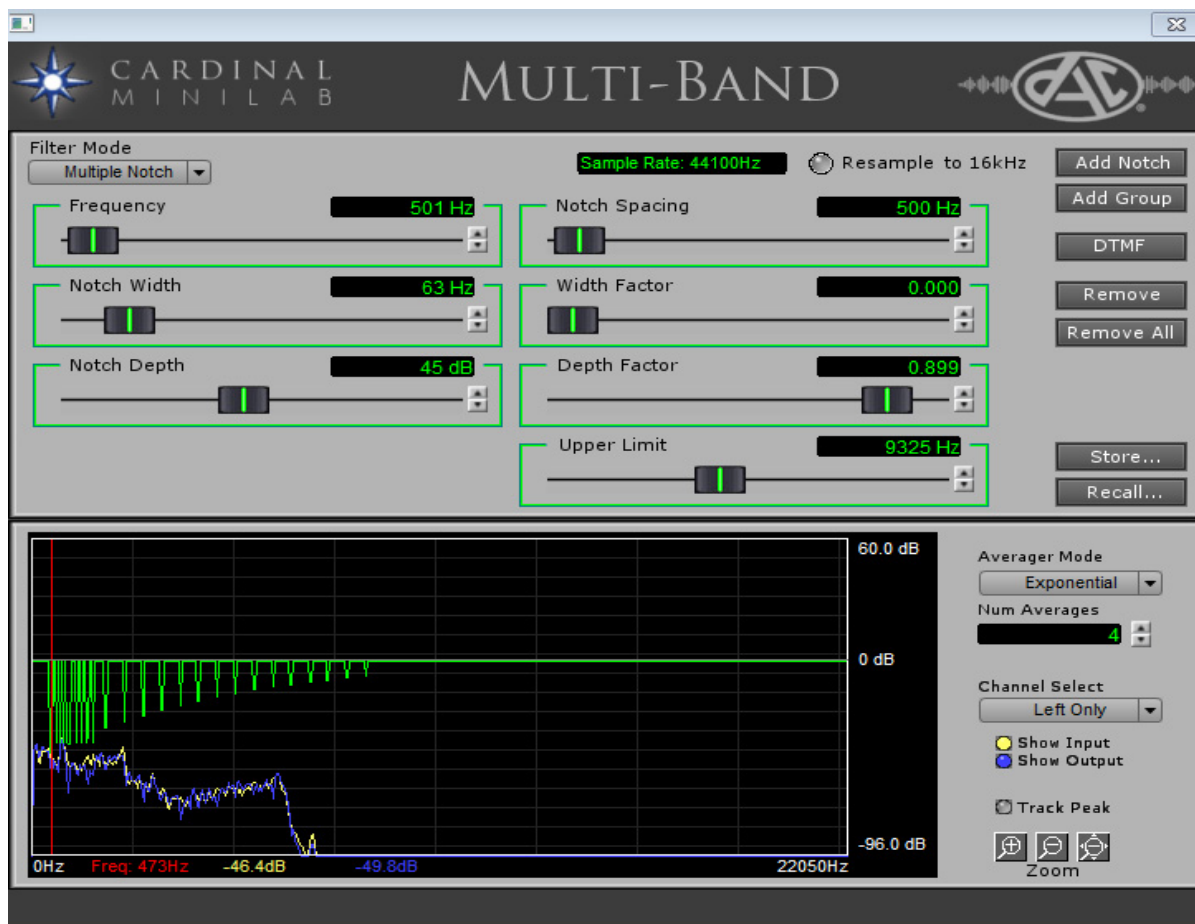 CARDINAL
MINILAB
MULTI-BAND
DAC
Filter Mode
Multiple Notch
Sample Rate: 44100Hz
Resample to 16kHz
Add Notch
Add Group
DTMF
Remove
Remove All
Store...
Recall...
Frequency
501 Hz
Notch Spacing
500 Hz
Notch Width
63 Hz
Width Factor
0.000
Notch Depth
45 dB
Depth Factor
0.899
Upper Limit
9325 Hz
60.0 dB
0 dB
-96.0 dB
0Hz
Freq: 473Hz
-46.4dB
-49.8dB
22050Hz
Averager Mode
Exponential
Num Averages
4
Channel Select
Left Only
Show Input
Show Output
Track Peak
Zoom